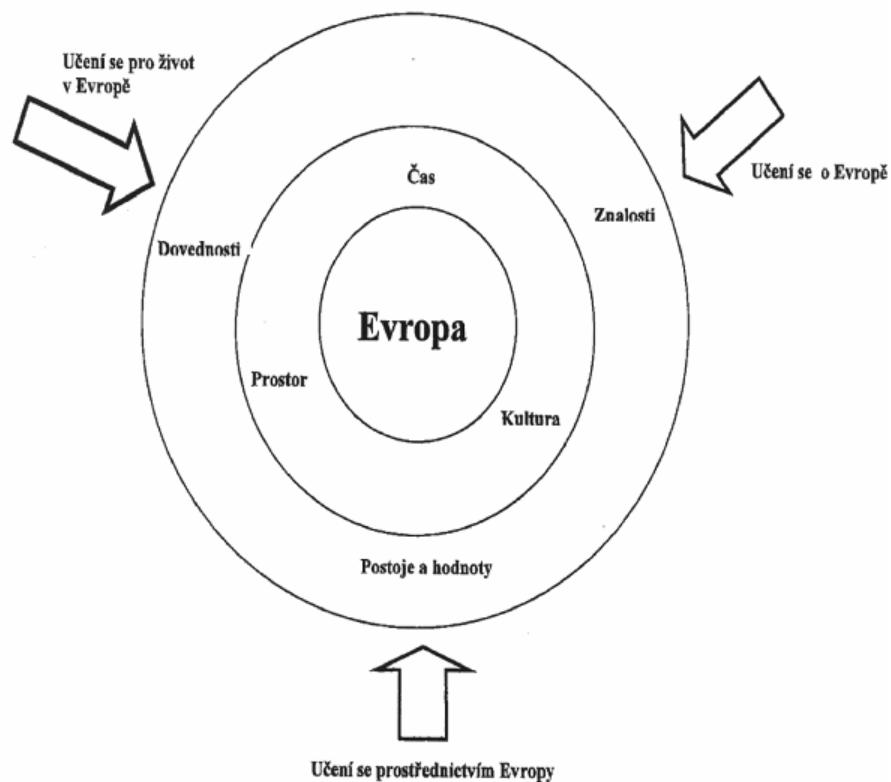 Učení se pro život
v Evropě
Učení se o Evropě
Čas
Znalosti
Dovednosti
Evropa
Prostor
Kultura
Postoje a hodnoty
Učení se prostřednictvím Evropy